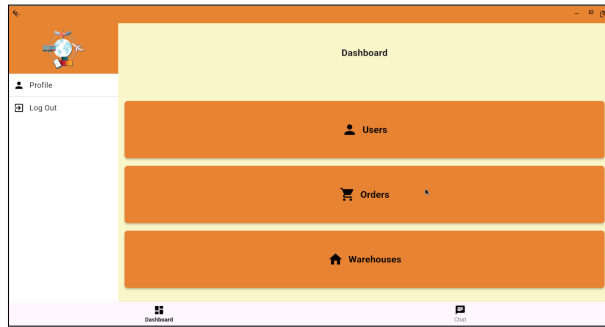 Dashboard
Profile
Log Out
Users
Orders
Warehouses
Dashboard
Chat